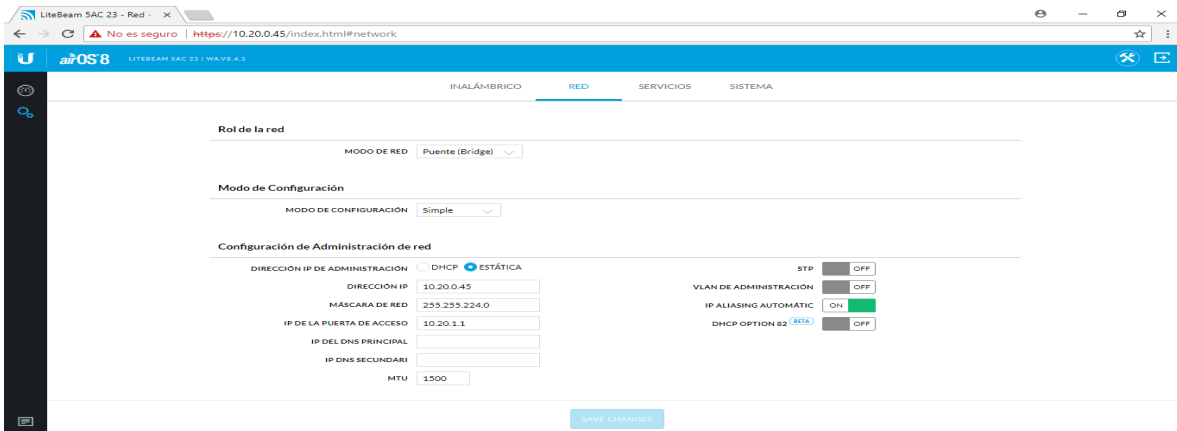 LiteBeam 5AC 23 - Red -
No es seguro | https://10.20.0.45/index.html#network
airOS 8 LITEBEAM 5AC 23 | WA.V8.4.3
INALÁMBRICO RED SERVICIOS SISTEMA
Rol de la red
MODO DE RED Puente (Bridge)
Modo de Configuración
MODO DE CONFIGURACIÓN Simple
Configuración de Administración de red
DIRECCIÓN IP DE ADMINISTRACIÓN DHCP ESTÁTICA STP OFF
DIRECCIÓN IP 10.20.0.45 VLAN DE ADMINISTRACIÓN OFF
MÁSCARA DE RED 255.255.224.0 IP ALIASING AUTOMÁTIC ON
IP DE LA PUERTA DE ACCESO 10.20.1.1 DHCP OPTION 82 BETA OFF
IP DEL DNS PRINCIPAL
IP DNS SECUNDARI
MTU 1500
SAVE CHANGES